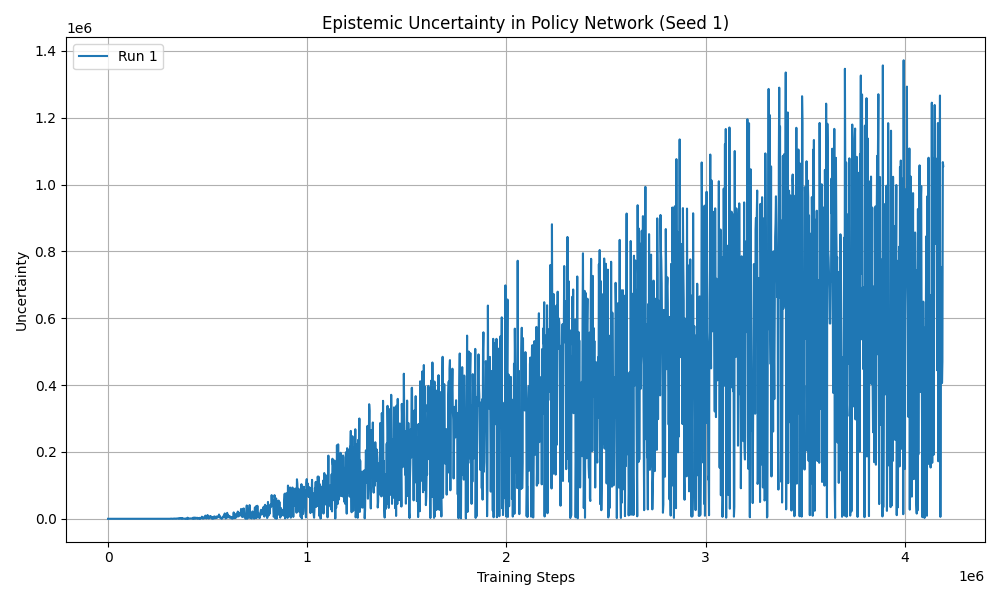 Epistemic Uncertainty in Policy Network (Seed 1)
1e6
Run 1
1.4
1.2
1.0
0.8
0.6
0.4
0.2
0.0
Uncertainty
0 1 2 3 4
1e6
Training Steps